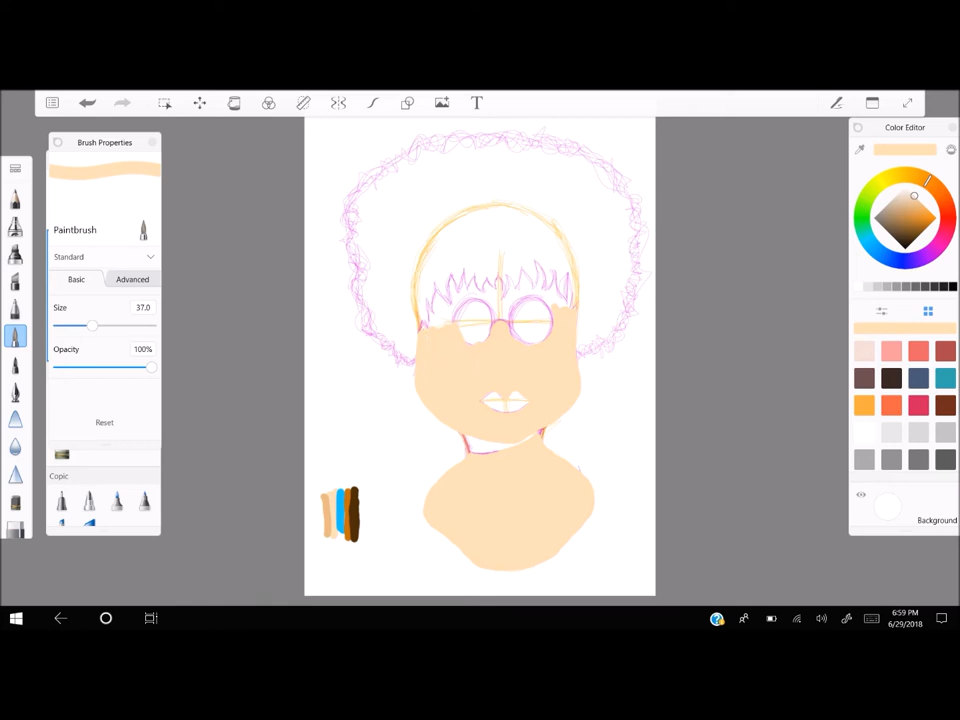 T
Brush Properties
Color Editor
Paintbrush
Standard
Basic
Advanced
Size
37.0
Opacity
100%
Reset
Copic
Background
6:59 PM
6/29/2018